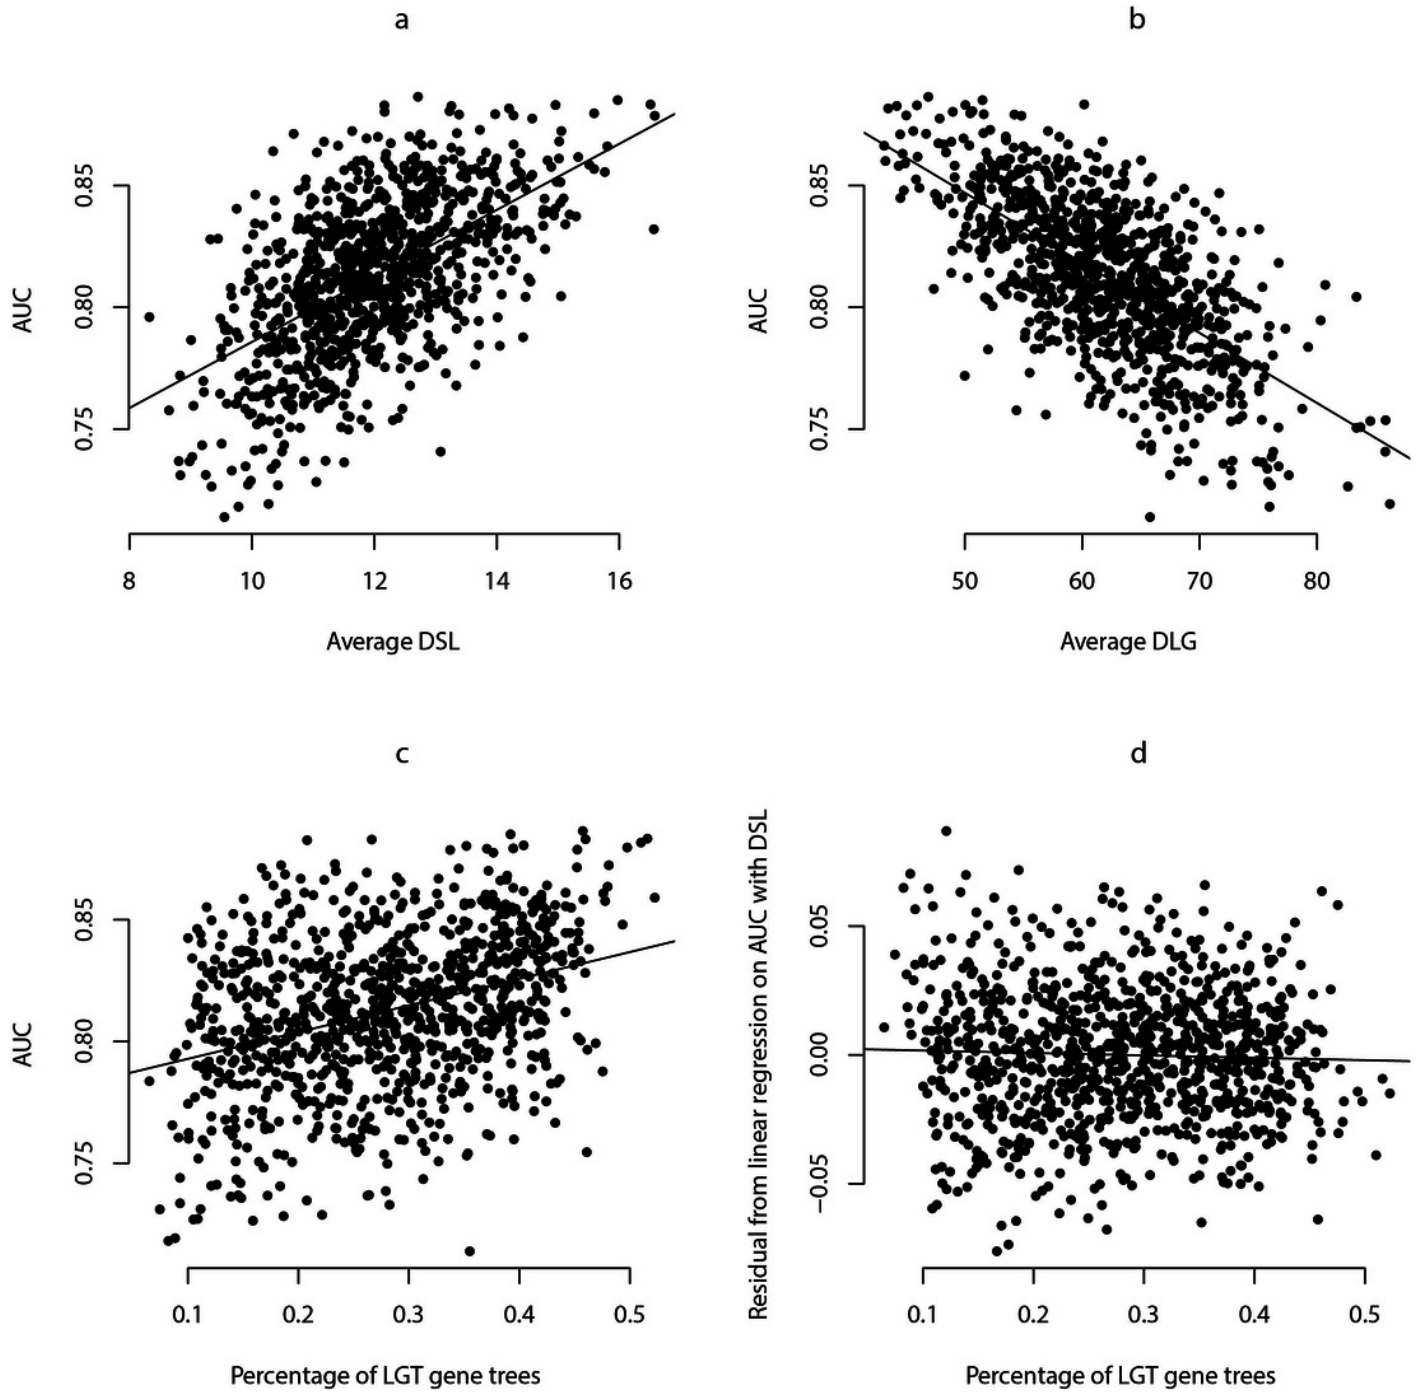 a
AUC
0.85
0.80
0.75
8 10 12 14 16
Average DSL
b
AUC
0.85
0.80
0.75
50 60 70 80
Average DLG
c
AUC
0.85
0.80
0.75
0.1 0.2 0.3 0.4 0.5
Percentage of LGT gene trees
d
Residual from linear regression on AUC with DSL
0.05
0.00
−0.05
0.1 0.2 0.3 0.4 0.5
Percentage of LGT gene trees